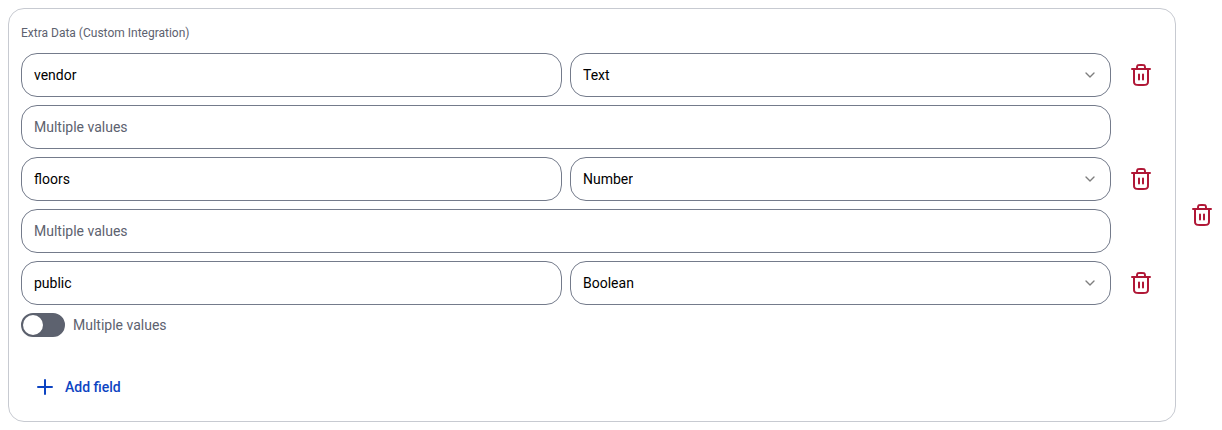 Extra Data (Custom Integration)
vendor
Text
Multiple values
floors
Number
Multiple values
public
Boolean
Multiple values
Add field